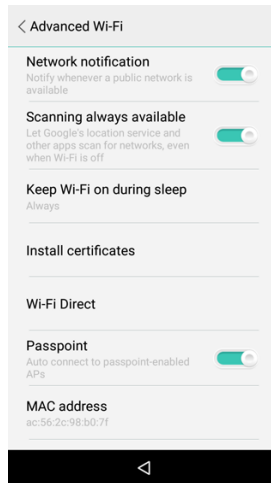 Advanced Wi-Fi
Network notification
Notify whenever a public network is
available
Scanning always available
Let Google's location service and
other apps scan for networks, even
when Wi-Fi is off
Keep Wi-Fi on during sleep
Always
Install certificates
Wi-Fi Direct
Passpoint
Auto connect to passpoint-enabled
APs
MAC address
ac:56:2c:98:b0:7f